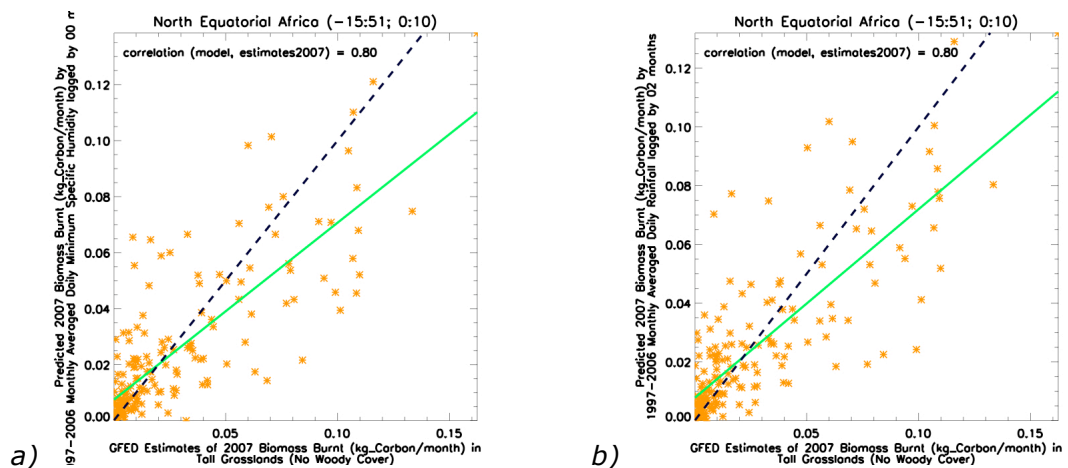 North Equatorial Africa (-15:51; 0:10)
correlation (model, estimates2007) = 0.80
Predicted 2007 Biomass Burnt (kg_Carbon/month) by
997-2006 Monthly Averaged Daily Minimum Specific Humidity logged by 00 m
0.12
0.10
0.08
0.06
0.04
0.02
0.00
0.05
0.10
0.15
GFED Estimates of 2007 Biomass Burnt (kg_Carbon/month) in
Tall Grasslands (No Woody Cover)
a)
North Equatorial Africa (-15:51; 0:10)
correlation (model, estimates2007) = 0.80
Predicted 2007 Biomass Burnt (kg_Carbon/month) by
1997-2006 Monthly Averaged Daily Rainfall logged by 02 months
0.12
0.10
0.08
0.06
0.04
0.02
0.00
0.05
0.10
0.15
GFED Estimates of 2007 Biomass Burnt (kg_Carbon/month) in
Tall Grasslands (No Woody Cover)
b)